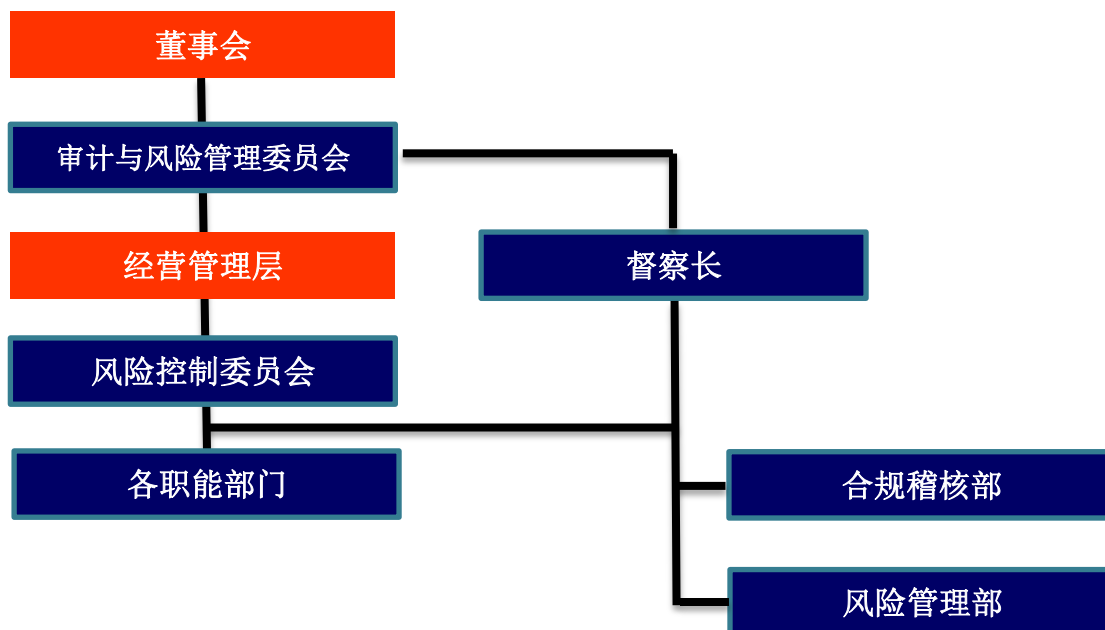 董事会
审计与风险管理委员会
经营管理层
督察长
风险控制委员会
各职能部门
合规稽核部
风险管理部